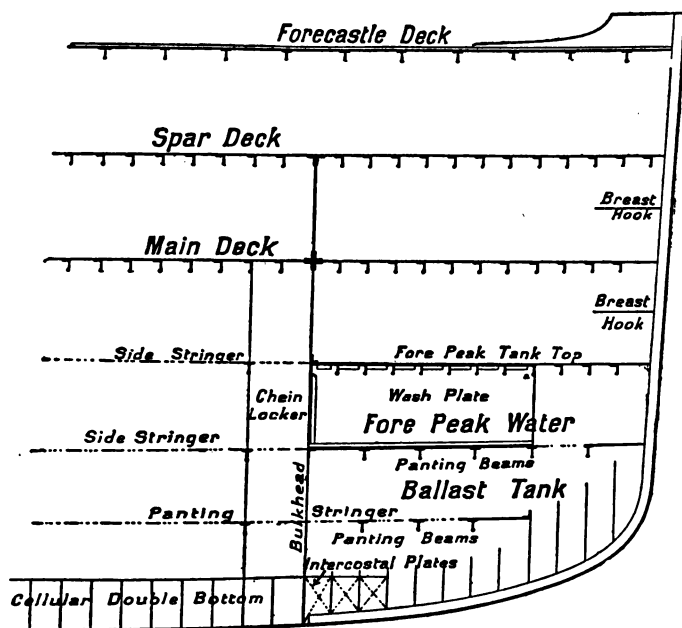 Forecastle Deck
Spar Deck
Breast
Hook
Main Deck
Breast
Hook
Side Stringer
Fore Peak Tank Top
Chein
Locker
Wash Plate
Fore Peak Water
Side Stringer
Panting Beams
Ballast Tank
Panting Stringer
Bulkhead
Panting Beams
Intercostal Plates
Cellular Double Bottom